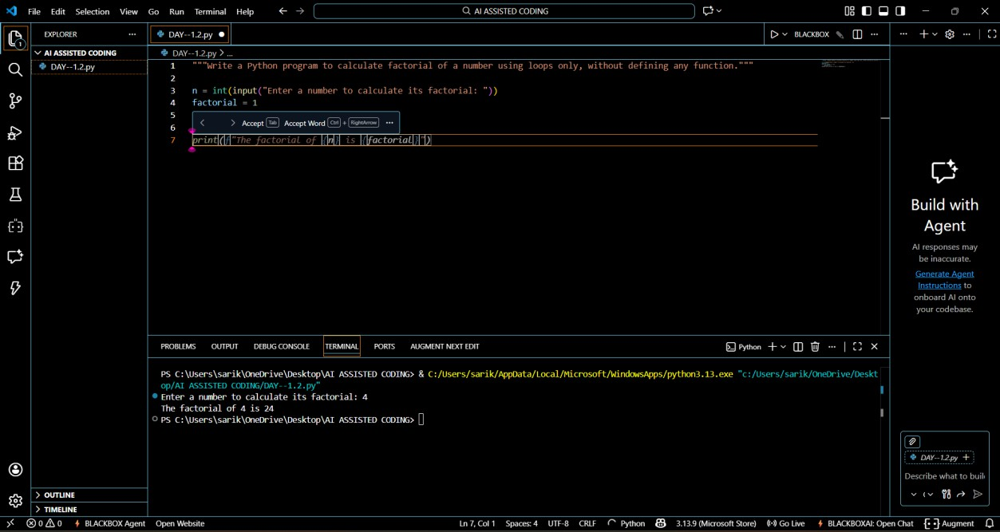 File Edit Selection View Go Run Terminal Help
AI ASSISTED CODING
EXPLORER
1
AI ASSISTED CODING
DAY--1.2.py
DAY--1.2.py
BLACKBOX
DAY--1.2.py > ...
1 """Write a Python program to calculate factorial of a number using loops only, without defining any function."""
2
3 n = int(input("Enter a number to calculate its factorial: "))
4 factorial = 1
5
Accept Tab Accept Word Ctrl + RightArrow
6
7 print(f"The factorial of {n} is {factorial}")
Build with
Agent
AI responses may
be inaccurate.
Generate Agent
Instructions to
onboard AI onto
your codebase.
PROBLEMS OUTPUT DEBUG CONSOLE TERMINAL PORTS AUGMENT NEXT EDIT
Python
PS C:\Users\sarik\OneDrive\Desktop\AI ASSISTED CODING> & C:/Users/sarik/AppData/Local/Microsoft/WindowsApps/python3.13.exe "c:/Users/sarik/OneDrive/Deskt
op/AI ASSISTED CODING/DAY--1.2.py"
Enter a number to calculate its factorial: 4
The factorial of 4 is 24
PS C:\Users\sarik\OneDrive\Desktop\AI ASSISTED CODING>
DAY--1.2.py
Describe what to buil
OUTLINE
TIMELINE
0 0 BLACKBOX Agent Open Website
Ln 7, Col 1 Spaces: 4 UTF-8 CRLF Python 3.13.9 (Microsoft Store) Go Live BLACKBOXAI: Open Chat Augment